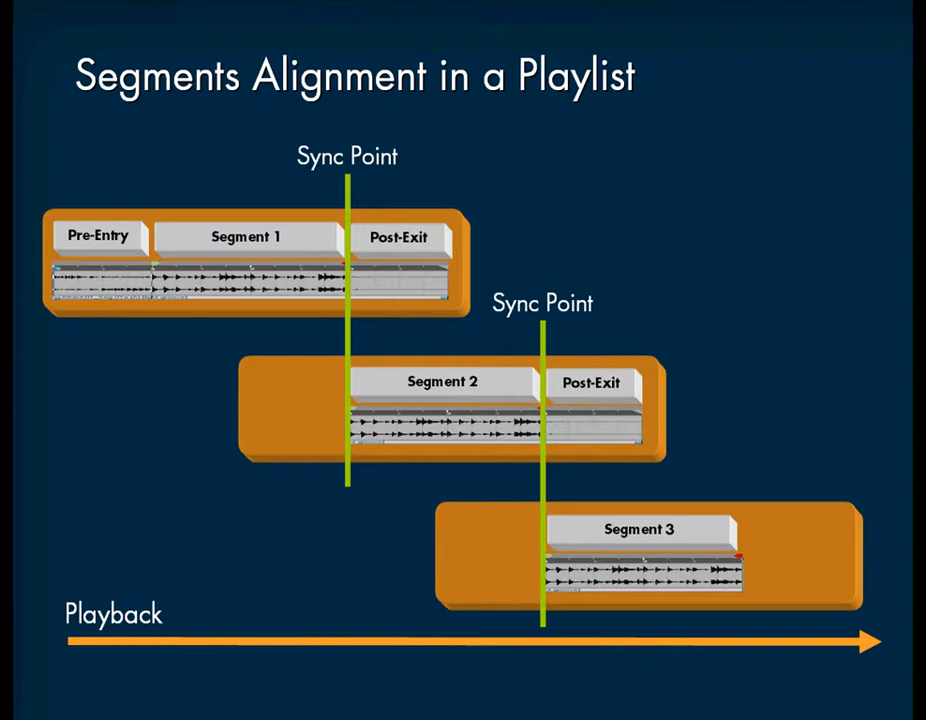 Segments Alignment in a Playlist
Sync Point
Pre-Entry
Segment 1
Post-Exit
Sync Point
Segment 2
Post-Exit
Segment 3
Playback